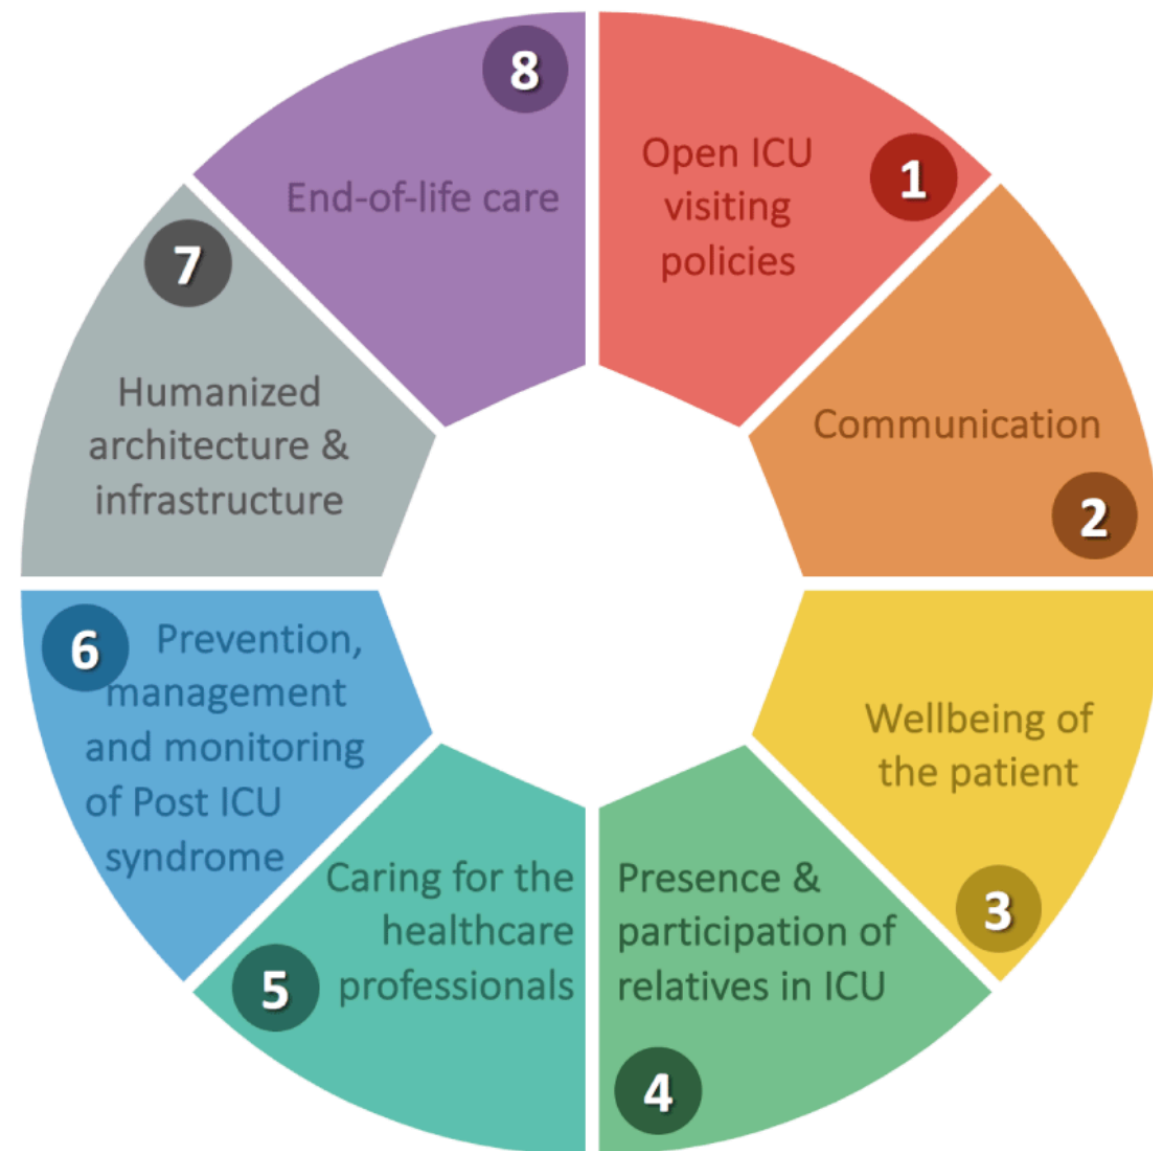 1
Open ICU
visiting
policies
2
Communication
3
Wellbeing of
the patient
4
Presence &
participation of
relatives in ICU
5
Caring for the
healthcare
professionals
6
Prevention,
management
and monitoring
of Post ICU
syndrome
7
Humanized
architecture &
infrastructure
8
End-of-life care